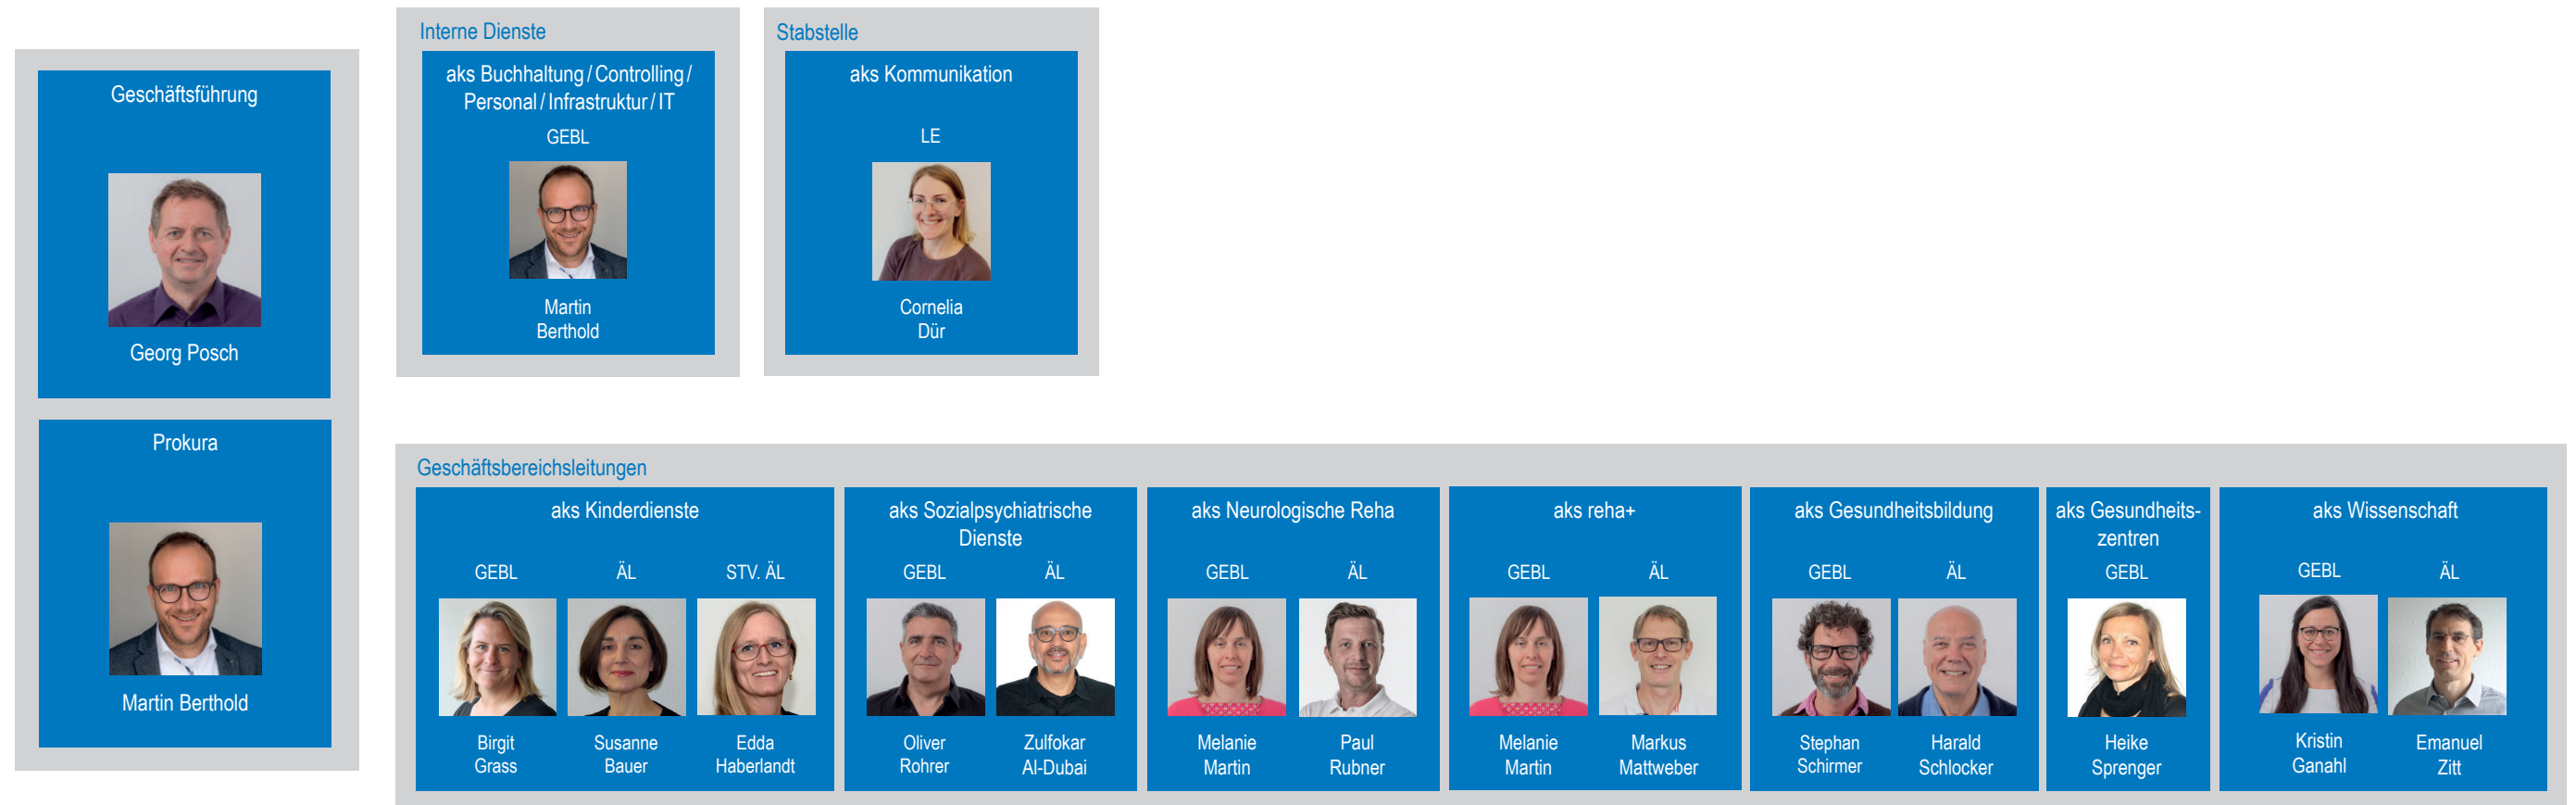 Geschäftsführung
Georg Posch
Prokura
Martin Berthold
Interne Dienste
aks Buchhaltung / Controlling /
Personal / Infrastruktur / IT
GEBL
Martin
Berthold
Stabstelle
aks Kommunikation
LE
Cornelia
Dür
Geschäftsbereichsleitungen
aks Kinderdienste
GEBL ÄL STV. ÄL
Birgit Susanne Edda
Grass Bauer Haberlandt
aks Sozialpsychiatrische
Dienste
GEBL ÄL
Oliver Zulfokar
Rohrer Al-Dubai
aks Neurologische Reha
GEBL ÄL
Melanie Paul
Martin Rubner
aks reha+
GEBL ÄL
Melanie Markus
Martin Mattweber
aks Gesundheitsbildung
GEBL ÄL
Stephan Harald
Schirmer Schlocker
aks Gesundheits-
zentren
GEBL
Heike
Sprenger
aks Wissenschaft
GEBL ÄL
Kristin Emanuel
Ganahl Zitt